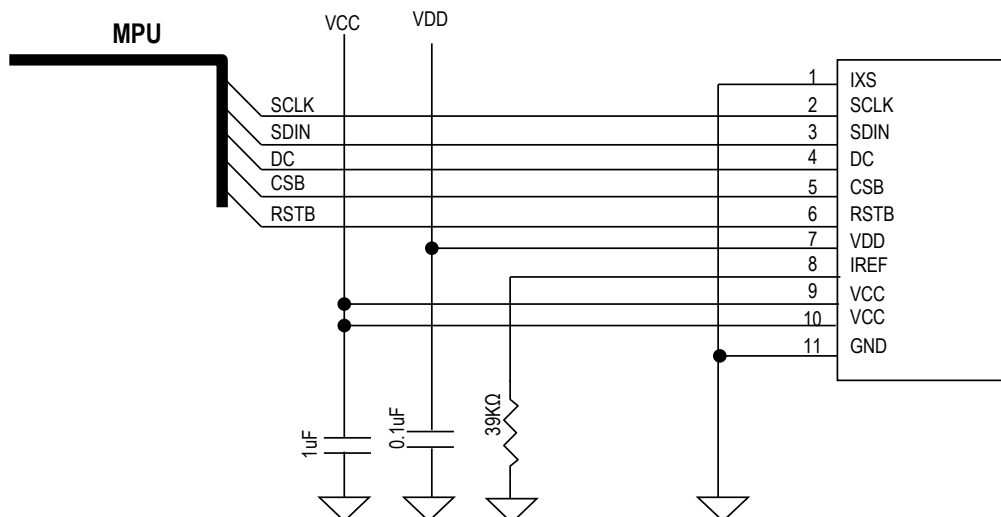 MPU
VCC
VDD
SCLK
SDIN
DC
CSB
RSTB
1 IXS
2 SCLK
3 SDIN
4 DC
5 CSB
6 RSTB
7 VDD
8 IREF
9 VCC
10 VCC
11 GND
1uF
0.1uF
39KΩ